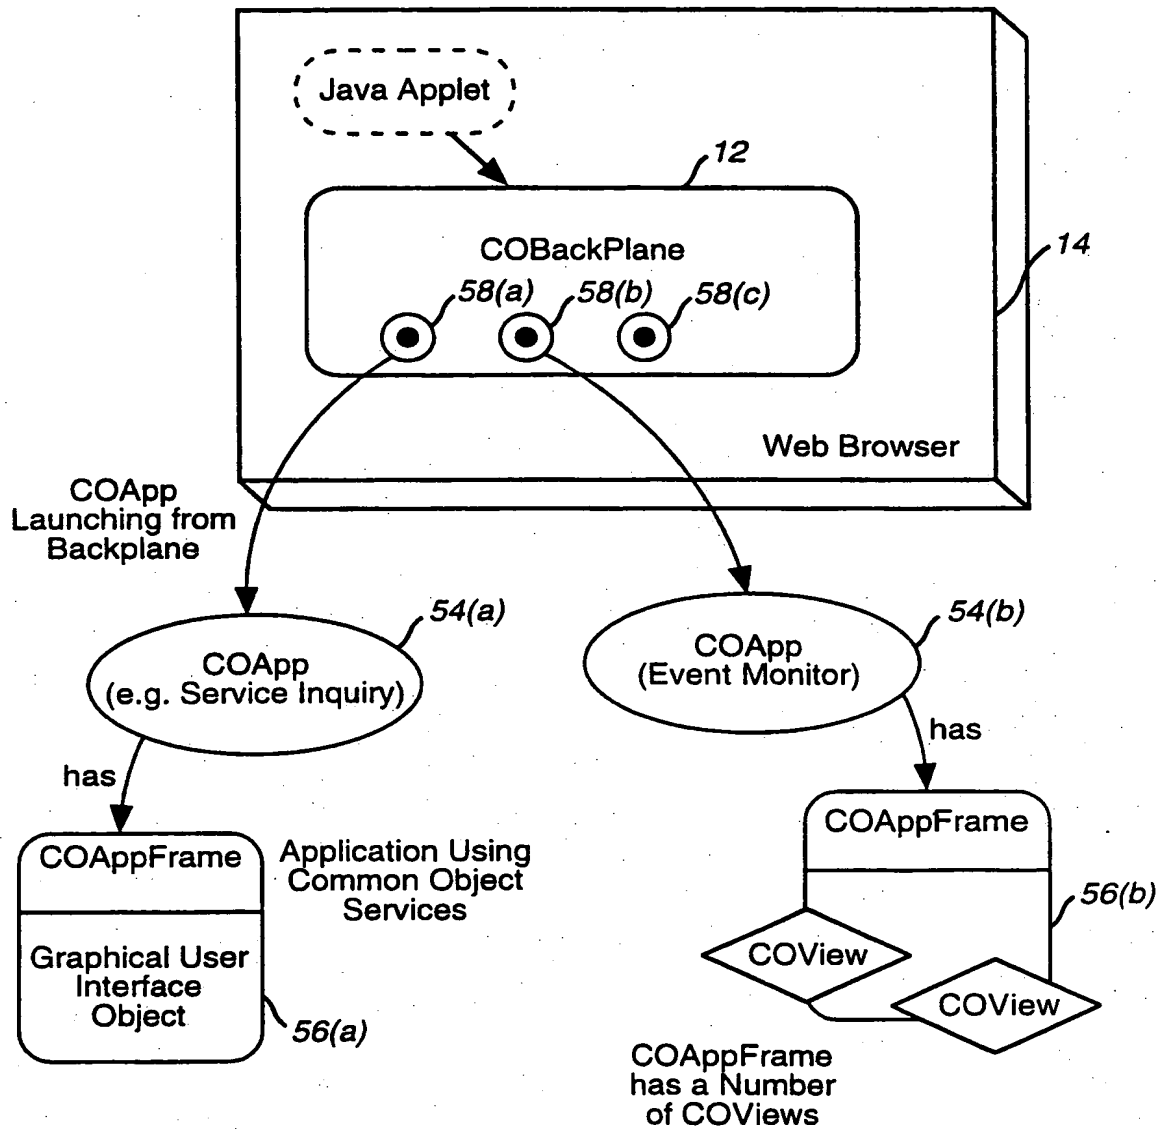 Java Applet
12
COBackPlane
14
58(a)
58(b)
58(c)
Web Browser
COApp
Launching from
Backplane
54(a)
COApp
(e.g. Service Inquiry)
54(b)
COApp
(Event Monitor)
has
has
COAppFrame
Graphical User
Interface
Object
56(a)
Application Using
Common Object
Services
COAppFrame
56(b)
COView
COView
COAppFrame
has a Number
of COViews